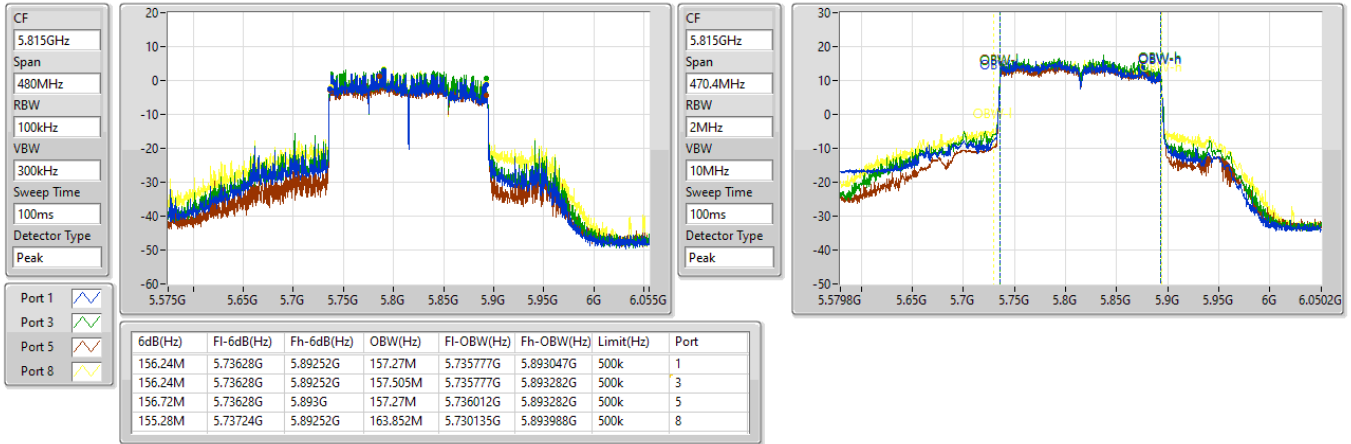 CF
5.815GHz
Span
480MHz
RBW
100kHz
VBW
300kHz
Sweep Time
100ms
Detector Type
Peak
20
10
0
-10
-20
-30
-40
-50
-60
5.575G 5.65G 5.7G 5.75G 5.8G 5.85G 5.9G 5.95G 6G 6.055G
CF
5.815GHz
Span
470.4MHz
RBW
2MHz
VBW
10MHz
Sweep Time
100ms
Detector Type
Peak
30
20
10
0
-10
-20
-30
-40
-50
OBW-h
5.5798G 5.65G 5.7G 5.75G 5.8G 5.85G 5.9G 5.95G 6G 6.0502G
Port 1
Port 3
Port 5
Port 8
6dB(Hz) Fl-6dB(Hz) Fh-6dB(Hz) OBW(Hz) Fl-OBW(Hz) Fh-OBW(Hz) Limit(Hz) Port
156.24M 5.73628G 5.89252G 157.27M 5.735777G 5.893047G 500k 1
156.24M 5.73628G 5.89252G 157.505M 5.735777G 5.893282G 500k 3
156.72M 5.73628G 5.893G 157.27M 5.736012G 5.893282G 500k 5
155.28M 5.73724G 5.89252G 163.852M 5.730135G 5.893988G 500k 8